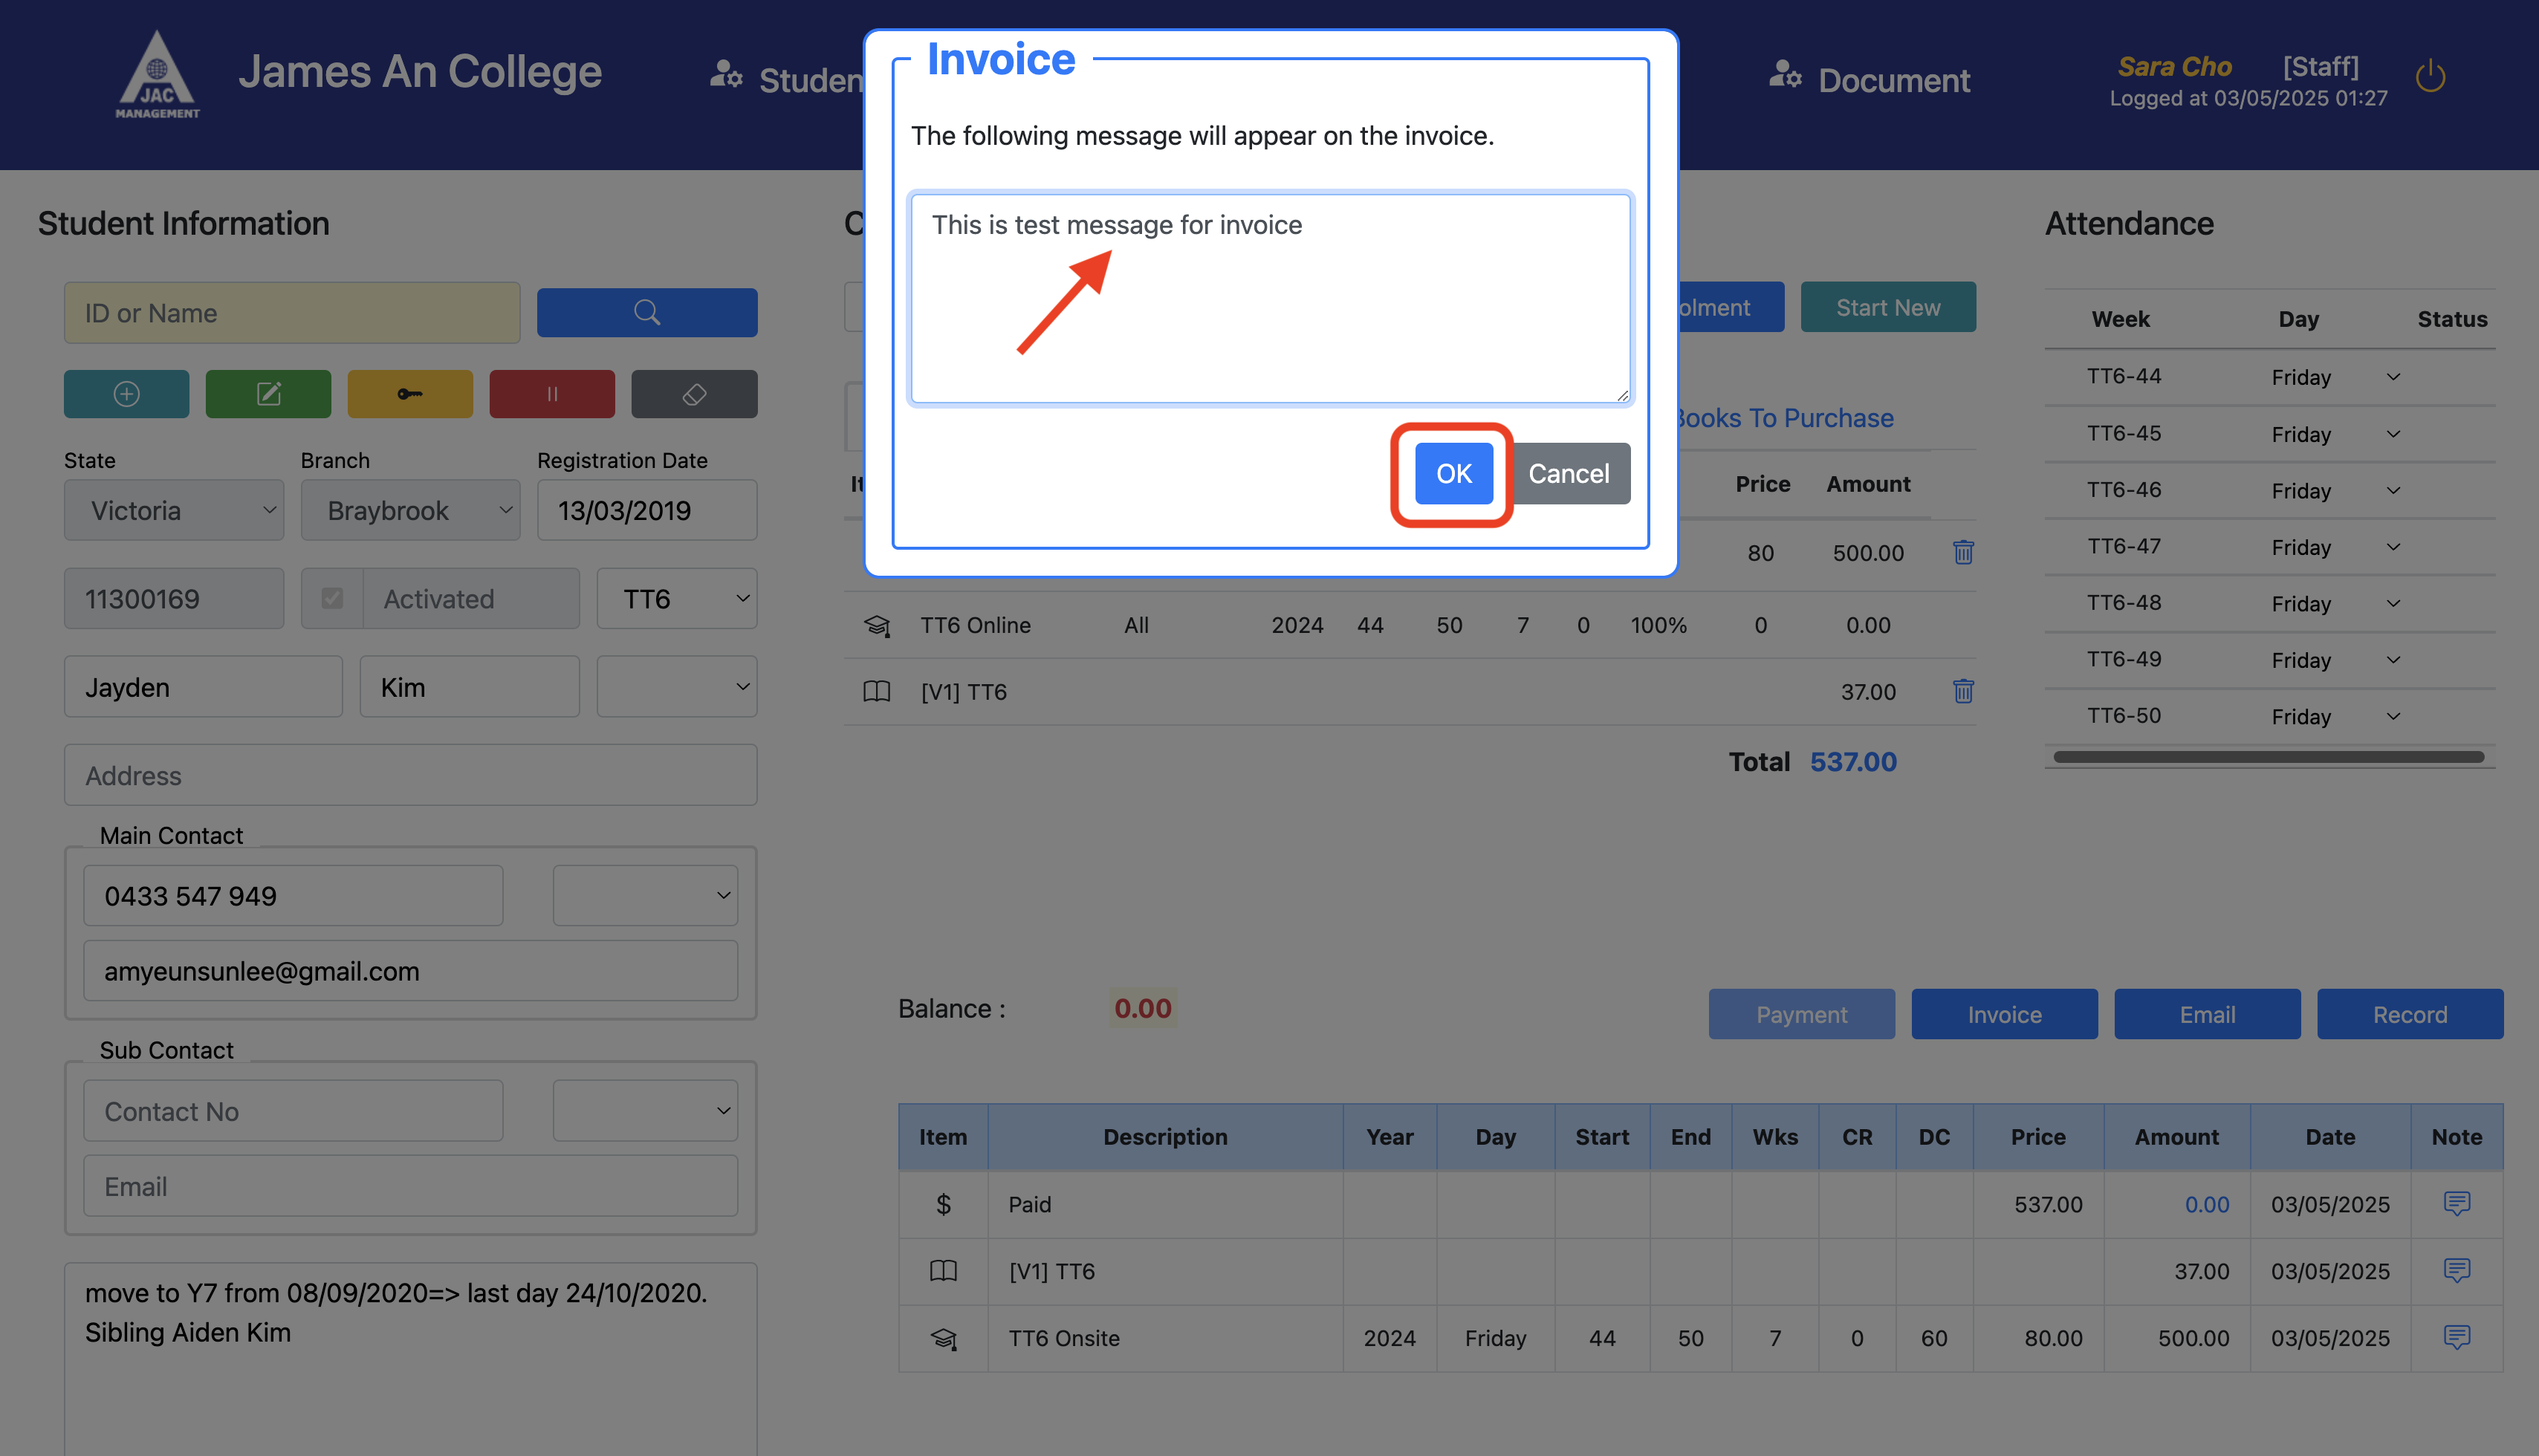 JAC
MANAGEMENT
James An College
Studen
Document
Sara Cho [Staff]
Logged at 03/05/2025 01:27
Invoice
The following message will appear on the invoice.
This is test message for invoice
OK Cancel
Student Information
ID or Name
State Branch Registration Date
Victoria Braybrook 13/03/2019
11300169 Activated TT6
Jayden Kim
Address
Main Contact
0433 547 949
amyeunsunlee@gmail.com
Sub Contact
Contact No
Email
move to Y7 from 08/09/2020=> last day 24/10/2020.
Sibling Aiden Kim
olment Start New
Books To Purchase
Price Amount
80 500.00
TT6 Online All 2024 44 50 7 0 100% 0 0.00
[V1] TT6 37.00
Total 537.00
Attendance
Week Day Status
TT6-44 Friday
TT6-45 Friday
TT6-46 Friday
TT6-47 Friday
TT6-48 Friday
TT6-49 Friday
TT6-50 Friday
Balance : 0.00
Payment Invoice Email Record
Item Description Year Day Start End Wks CR DC Price Amount Date Note
$ Paid 537.00 0.00 03/05/2025
[V1] TT6 37.00 03/05/2025
TT6 Onsite 2024 Friday 44 50 7 0 60 80.00 500.00 03/05/2025